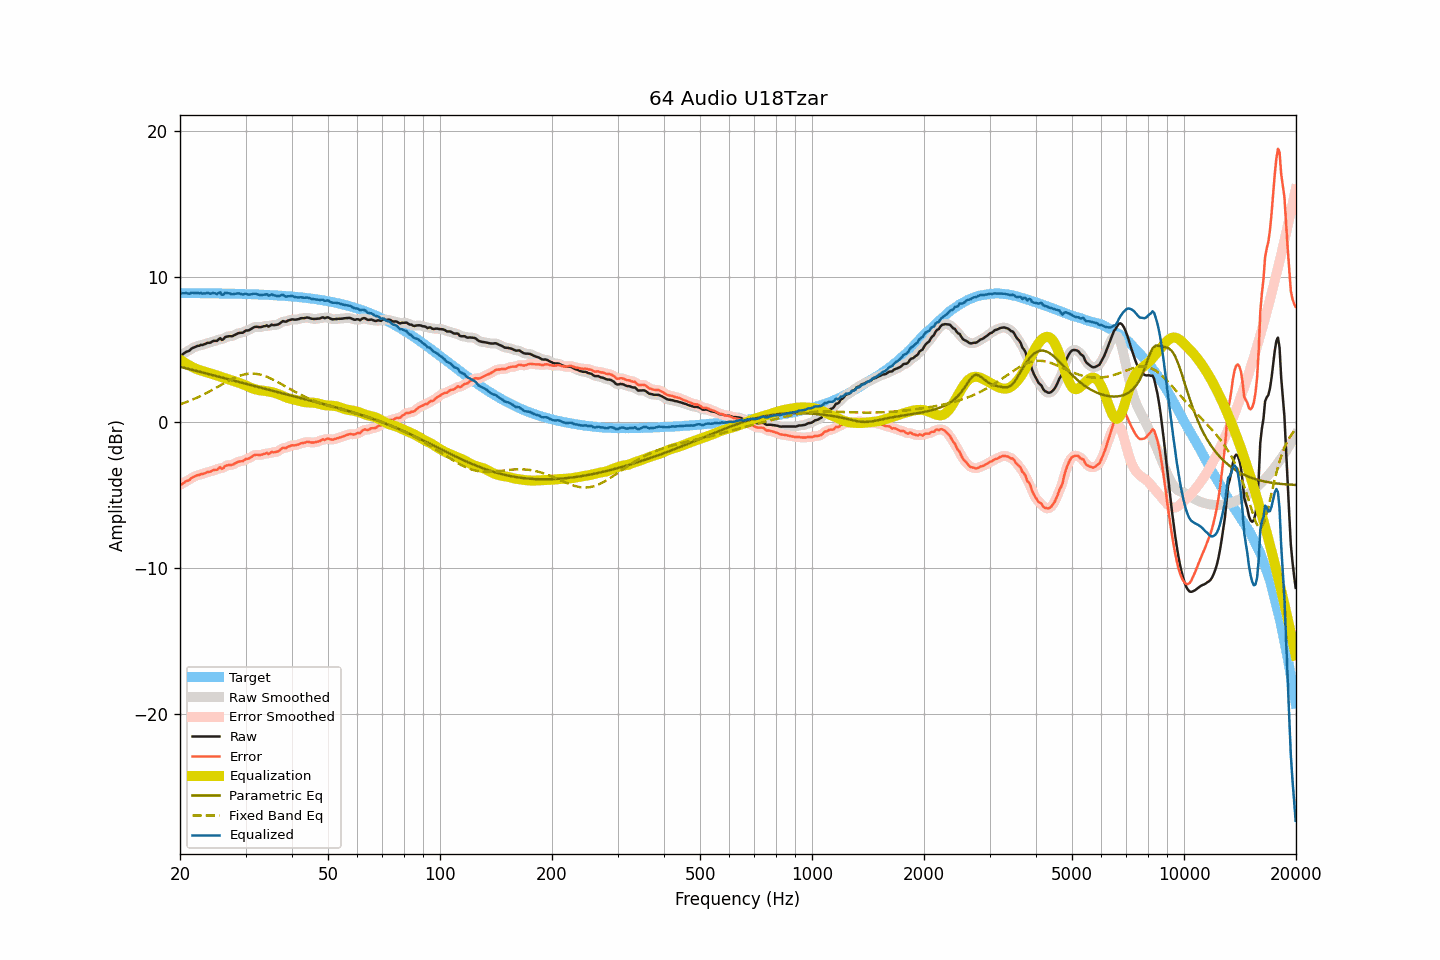 64 Audio U18Tzar
20
10
0
−10
−20
Amplitude (dBr)
Target
Raw Smoothed
Error Smoothed
Raw
Error
Equalization
Parametric Eq
Fixed Band Eq
Equalized
20 50 100 200 500 1000 2000 5000 10000 20000
Frequency (Hz)